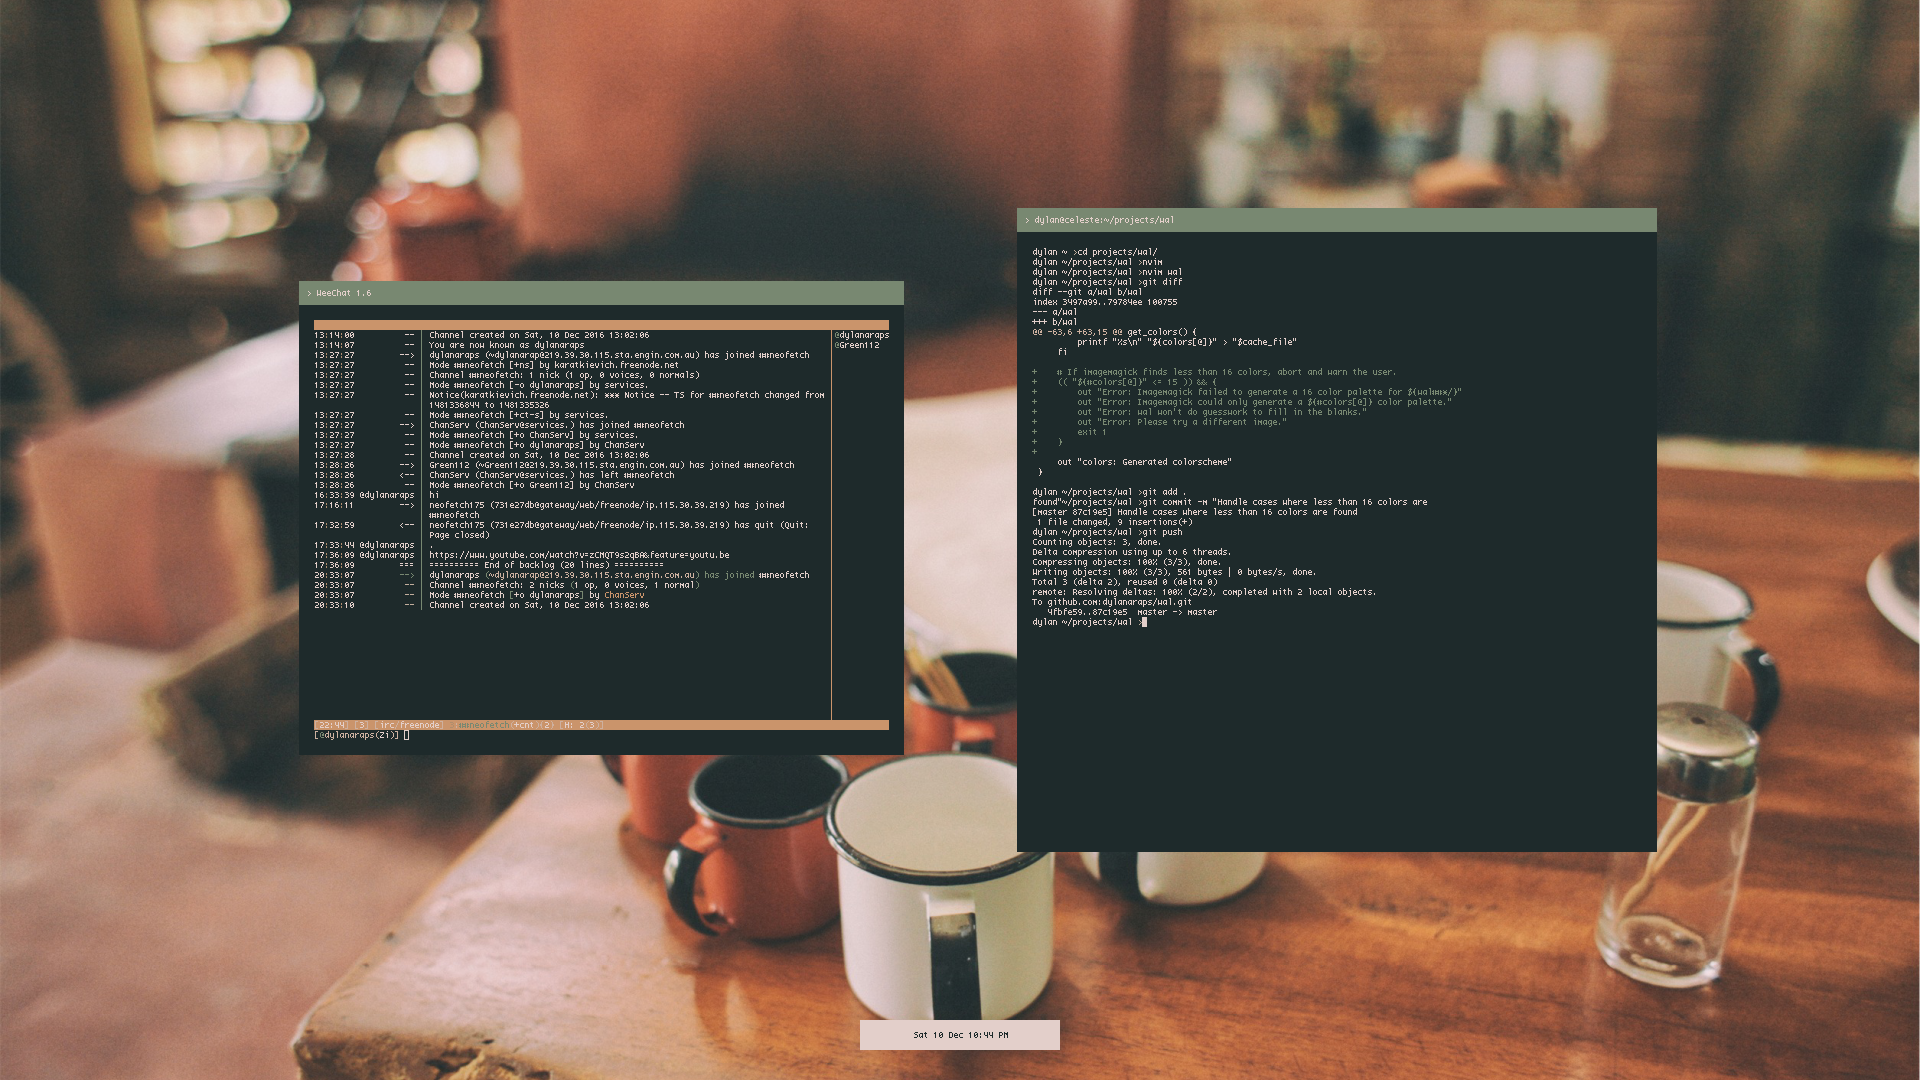 > WeeChat 1.6
13:14:00 -- Channel created on Sat, 10 Dec 2016 13:02:06
13:14:07 -- You are now known as dylanaraps
13:27:27 --> dylanaraps (~dylanarap@219.39.30.115.sta.engin.com.au) has joined ##neofetch
13:27:27 -- Mode ##neofetch [+ns] by karatkievich.freenode.net
13:27:27 -- Channel ##neofetch: 1 nick (1 op, 0 voices, 0 normals)
13:27:27 -- Mode ##neofetch [-o dylanaraps] by services.
13:27:27 -- Notice(karatkievich.freenode.net): *** Notice -- TS for ##neofetch changed from
1481336844 to 1481335326
13:27:27 -- Mode ##neofetch [+ct-s] by services.
13:27:27 --> ChanServ (ChanServ@services.) has joined ##neofetch
13:27:27 -- Mode ##neofetch [+o ChanServ] by services.
13:27:27 -- Mode ##neofetch [+o dylanaraps] by ChanServ
13:27:28 -- Channel created on Sat, 10 Dec 2016 13:02:06
13:28:26 --> Green112 (~Green112@219.39.30.115.sta.engin.com.au) has joined ##neofetch
13:28:26 <-- ChanServ (ChanServ@services.) has left ##neofetch
13:28:26 -- Mode ##neofetch [+o Green112] by ChanServ
16:33:39 @dylanaraps hi
17:16:11 --> neofetch175 (731e27db@gateway/web/freenode/ip.115.30.39.219) has joined
##neofetch
17:32:59 <-- neofetch175 (731e27db@gateway/web/freenode/ip.115.30.39.219) has quit (Quit:
Page closed)
17:33:44 @dylanaraps .
17:36:09 @dylanaraps https://www.youtube.com/watch?v=zCMQT9s2qBA&feature=youtu.be
17:36:09 === ========== End of backlog (20 lines) ==========
20:33:07 --> dylanaraps (~dylanarap@219.39.30.115.sta.engin.com.au) has joined ##neofetch
20:33:07 -- Channel ##neofetch: 2 nicks (1 op, 0 voices, 1 normal)
20:33:07 -- Mode ##neofetch [+o dylanaraps] by ChanServ
20:33:10 -- Channel created on Sat, 10 Dec 2016 13:02:06
@dylanaraps
@Green112
[22:44] [3] [irc/freenode] 3:##neofetch(+cnt){2} [H: 2(3)]
[@dylanaraps(Zi)]
> dylan@celeste:~/projects/wal
dylan ~ >cd projects/wal/
dylan ~/projects/wal >nvim
dylan ~/projects/wal >nvim wal
dylan ~/projects/wal >git diff
diff --git a/wal b/wal
index 3497a99..79784ee 100755
--- a/wal
+++ b/wal
@@ -63,6 +63,15 @@ get_colors() {
printf "%s\n" "${colors[@]}" > "$cache_file"
fi
+ # If imagemagick finds less than 16 colors, abort and warn the user.
+ (( "${#colors[@]}" <= 15 )) && {
+ out "Error: Imagemagick failed to generate a 16 color palette for ${wal##*/}"
+ out "Error: Imagemagick could only generate a ${#colors[@]} color palette."
+ out "Error: wal won't do guesswork to fill in the blanks."
+ out "Error: Please try a different image."
+ exit 1
+ }
+
out "colors: Generated colorscheme"
}
dylan ~/projects/wal >git add .
found"~/projects/wal >git commit -m "Handle cases where less than 16 colors are
[master 87c19e5] Handle cases where less than 16 colors are found
1 file changed, 9 insertions(+)
dylan ~/projects/wal >git push
Counting objects: 3, done.
Delta compression using up to 6 threads.
Compressing objects: 100% (3/3), done.
Writing objects: 100% (3/3), 561 bytes | 0 bytes/s, done.
Total 3 (delta 2), reused 0 (delta 0)
remote: Resolving deltas: 100% (2/2), completed with 2 local objects.
To github.com:dylanaraps/wal.git
4fbfe59..87c19e5 master -> master
dylan ~/projects/wal >
Sat 10 Dec 10:44 PM